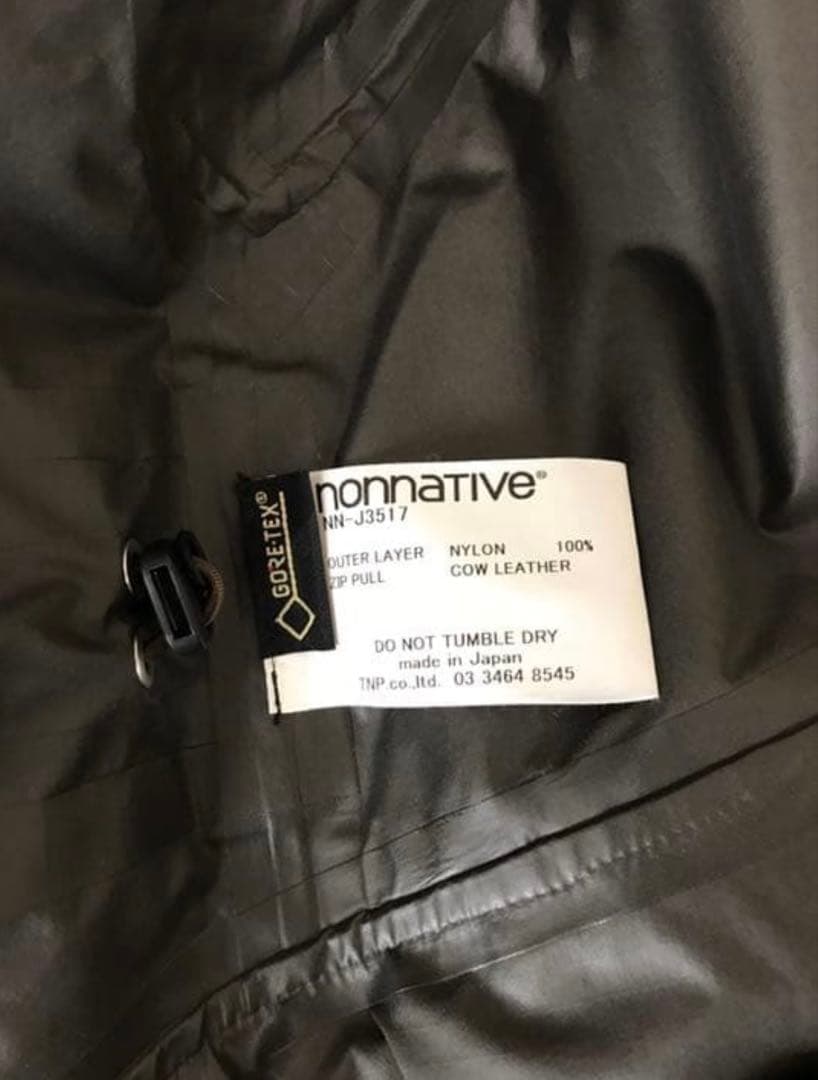 nonnative®
NN-J3517
OUTER LAYER NYLON 100%
ZIP PULL COW LEATHER
DO NOT TUMBLE DRY
made in Japan
TNP.co.,ltd. 03 3464 8545
GORE-TEX®